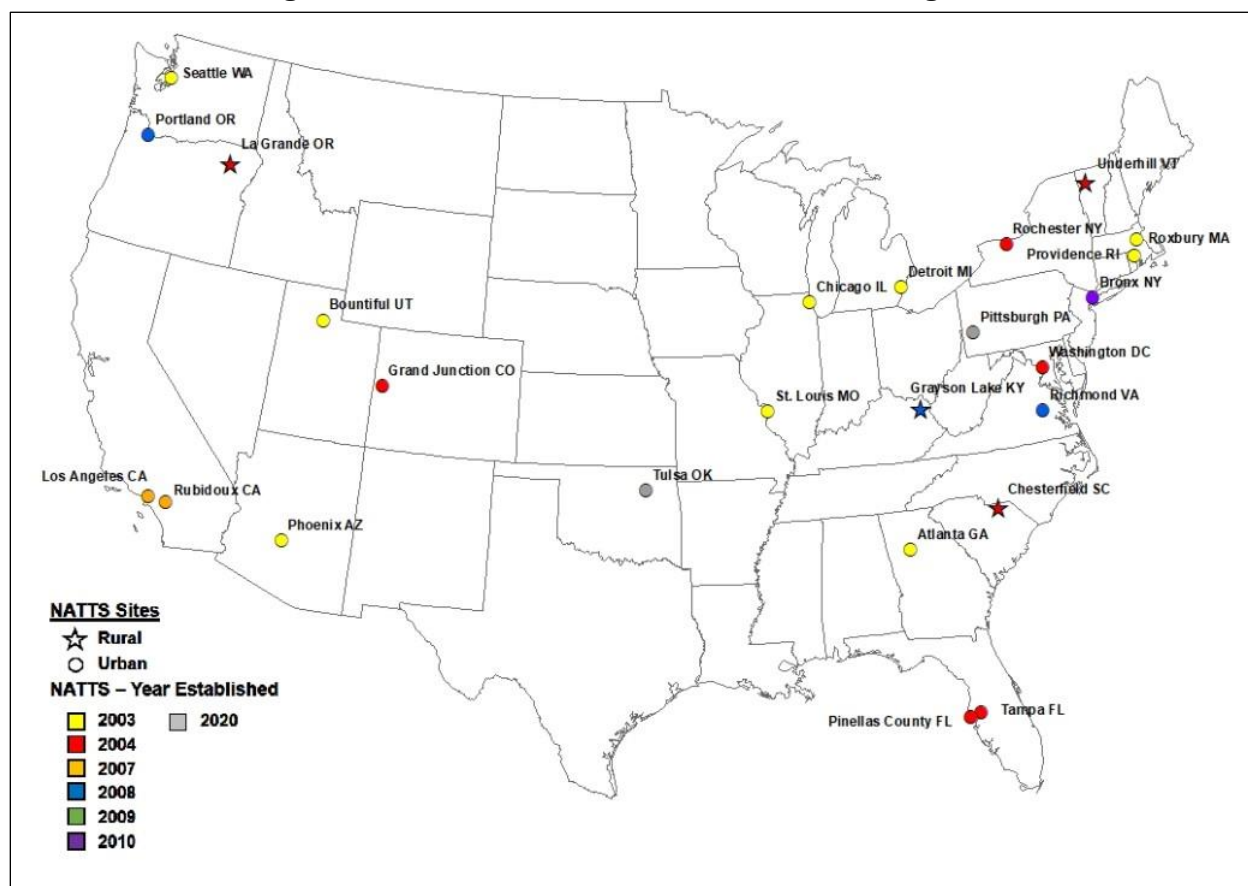 Seattle WA
Portland OR
La Grande OR
Underhill VT
Rochester NY
Roxbury MA
Providence RI
Detroit MI
Chicago IL
Bronx NY
Bountiful UT
Pittsburgh PA
Washington DC
Grand Junction CO
St. Louis MO
Grayson Lake KY
Richmond VA
Los Angeles CA
Rubidoux CA
Tulsa OK
Chesterfield SC
Phoenix AZ
Atlanta GA
NATTS Sites
Rural
Urban
NATTS – Year Established
2003
2020
2004
2007
2008
2009
2010
Pinellas County FL
Tampa FL